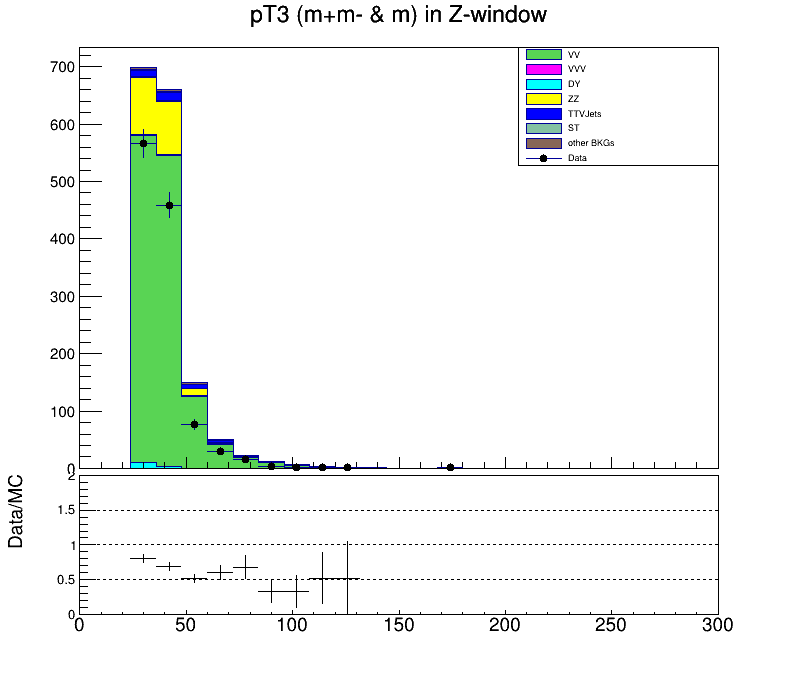 pT3 (m+m- & m) in Z-window
700
600
500
400
300
200
100
0
VV
VVV
DY
ZZ
TTVJets
ST
other BKGs
Data
Data/MC
2
1.5
1
0.5
0
0 50 100 150 200 250 300